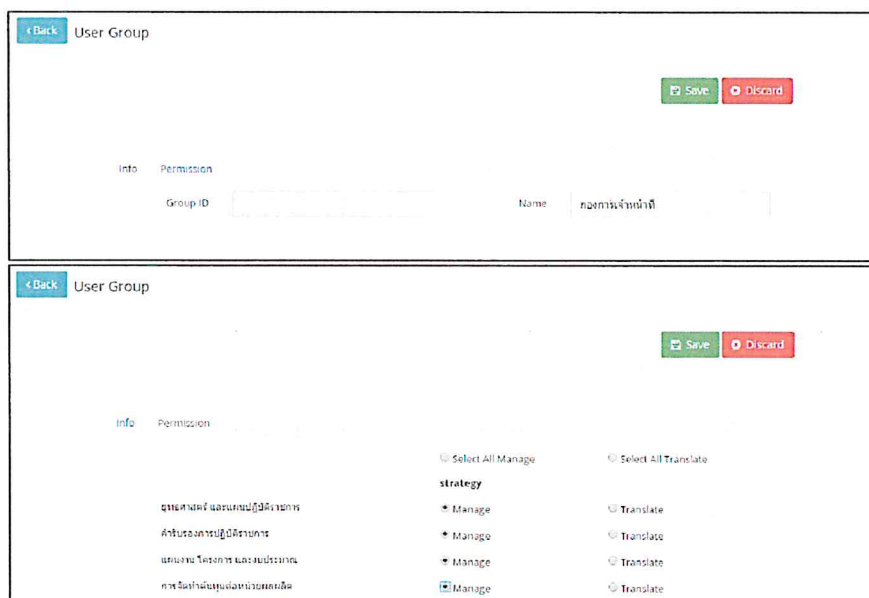 Back User Group
Save Discard
Info Permission
Group ID Name กองการเจ้าหน้าที่
Back User Group
Save Discard
Info Permission
Select All Manage Select All Translate
strategy
ยุทธศาสตร์ และแผนปฏิบัติราชการ Manage Translate
คำรับรองการปฏิบัติราชการ Manage Translate
แผนงาน โครงการ และงบประมาณ Manage Translate
การจัดทำต้นทุนต่อหน่วยผลผลิต Manage Translate